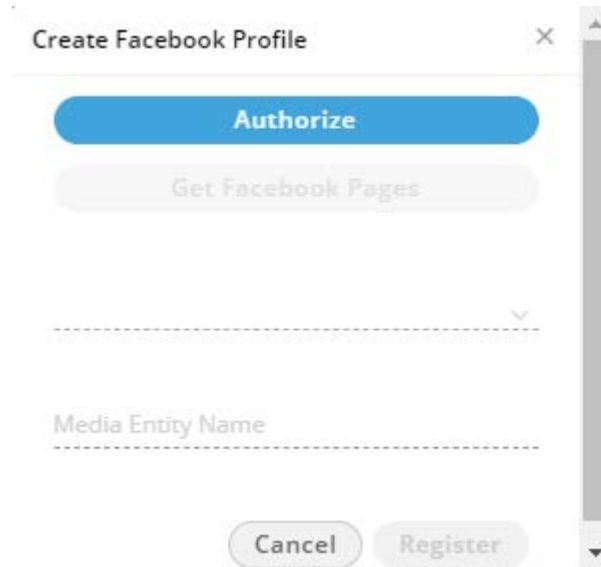 Create Facebook Profile
Authorize
Get Facebook Pages
Media Entity Name
Cancel Register